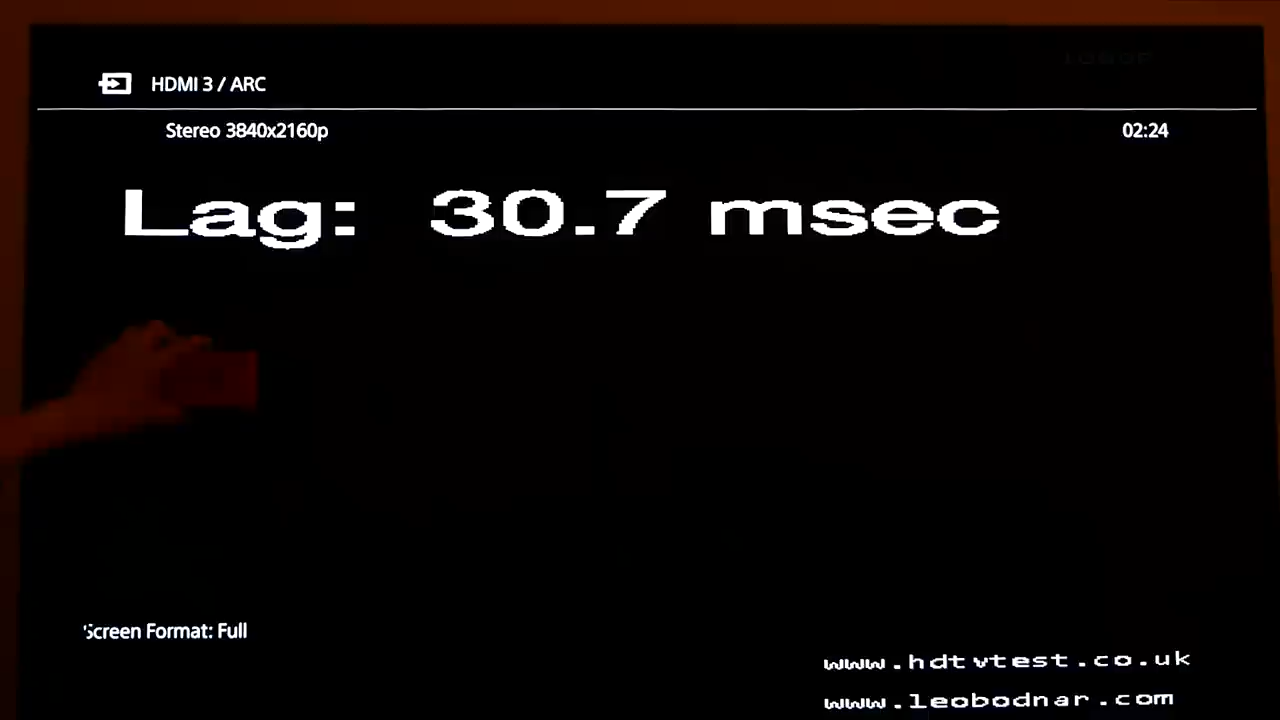 HDMI 3 / ARC
Stereo 3840x2160p
02:24
Lag: 30.7 msec
Screen Format: Full
www.hdtvtest.co.uk
www.leobodnar.com